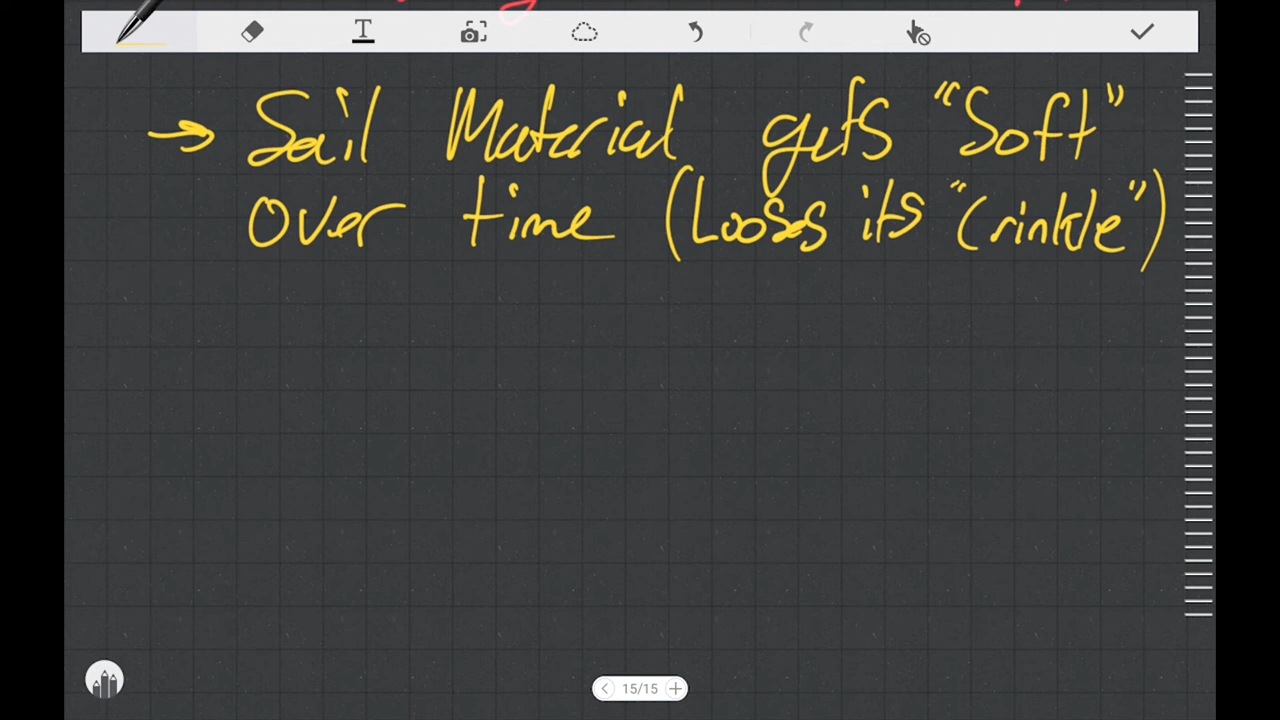 T
→ Sail Material gets "Soft"
Over time (Looses its "Crinkle")
15/15